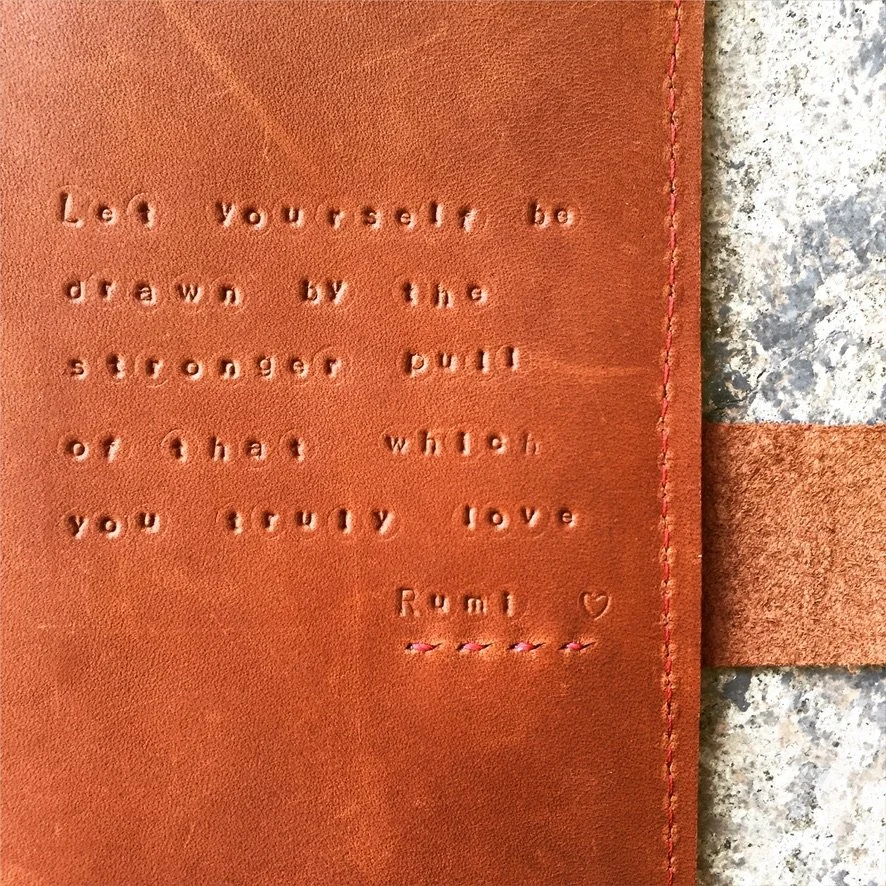 Let yourself be
drawn by the
stronger pull
of that which
you truly love
Rumi ♡